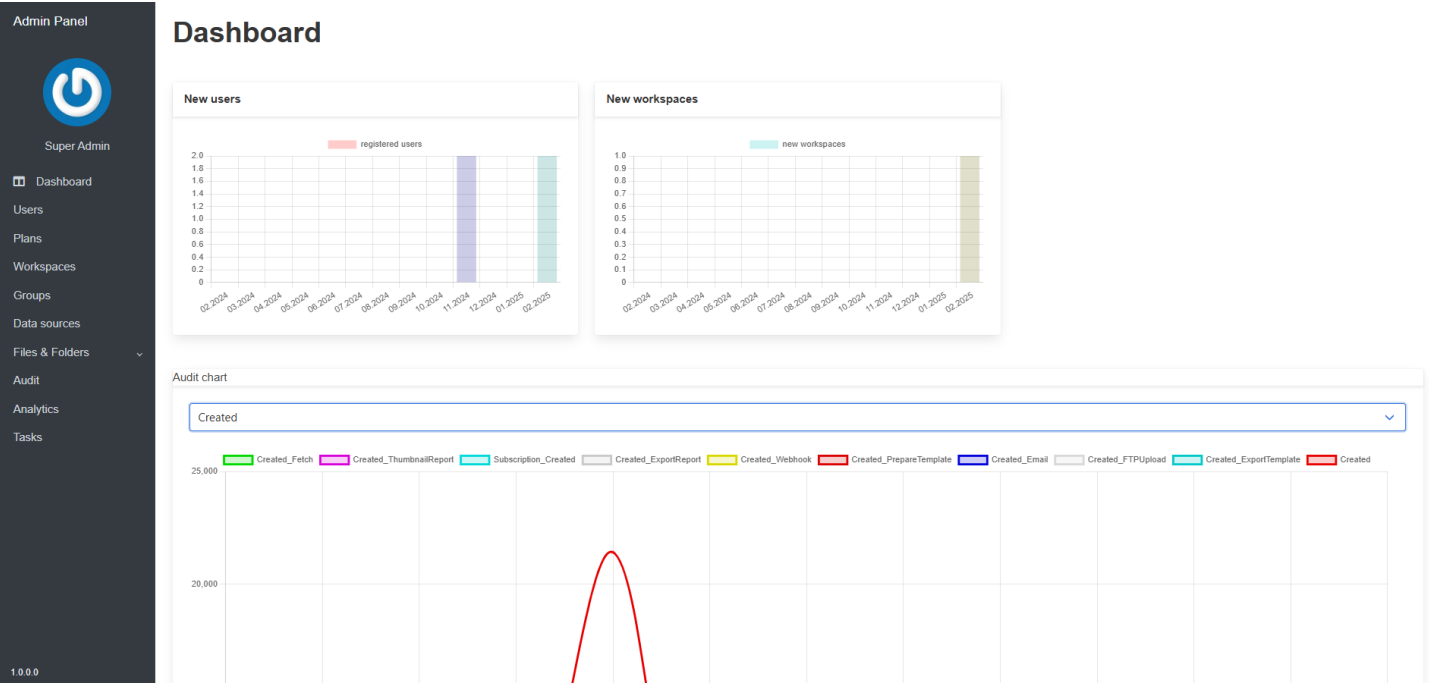 Admin Panel
Super Admin
Dashboard
Users
Plans
Workspaces
Groups
Data sources
Files & Folders
Audit
Analytics
Tasks
1.0.0.0
Dashboard
New users
registered users
2.0
1.8
1.6
1.4
1.2
1.0
0.8
0.6
0.4
0.2
0
02.2024 03.2024 04.2024 05.2024 06.2024 07.2024 08.2024 09.2024 10.2024 11.2024 12.2024 01.2025 02.2025
New workspaces
new workspaces
1.0
0.9
0.8
0.7
0.6
0.5
0.4
0.3
0.2
0.1
0
02.2024 03.2024 04.2024 05.2024 06.2024 07.2024 08.2024 09.2024 10.2024 11.2024 12.2024 01.2025 02.2025
Audit chart
Created
Created_Fetch Created_ThumbnailReport Subscription_Created Created_ExportReport Created_Webhook Created_PrepareTemplate Created_Email Created_FTPUpload Created_ExportTemplate Created
25,000
20,000